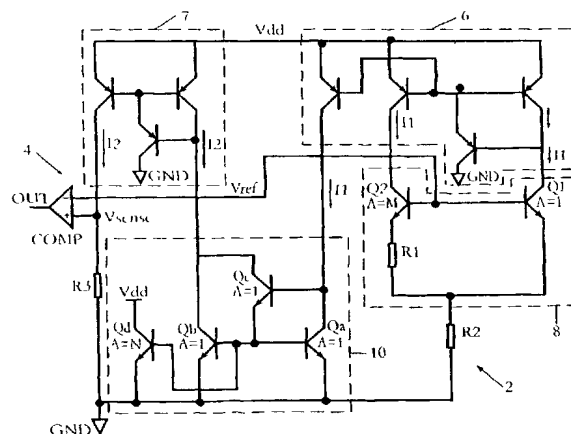 7
Vdd
6
I2
I2
I1
I1
4
GND
GND
Vref
I1
OUT
Vsense
COMP
Q2
A=M
Q1
A=1
R1
R3
Vdd
Qc
A=1
Qd
A=N
Qb
A=1
Qa
A=1
R2
8
10
2
GND